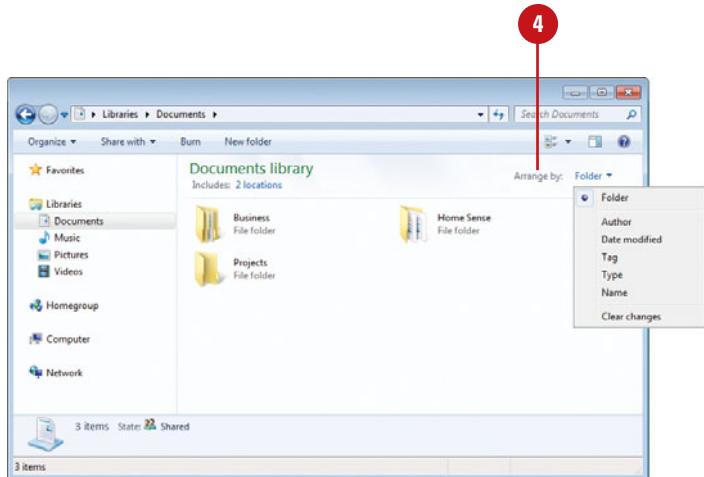 4
Libraries Documents
Search Documents
Organize Share with Burn New folder
Favorites
Libraries
Documents
Music
Pictures
Videos
Homegroup
Computer
Network
Documents library
Includes: 2 locations
Arrange by: Folder
Business
File folder
Home Sense
File folder
Projects
File folder
Folder
Author
Date modified
Tag
Type
Name
Clear changes
3 items State: Shared
3 items